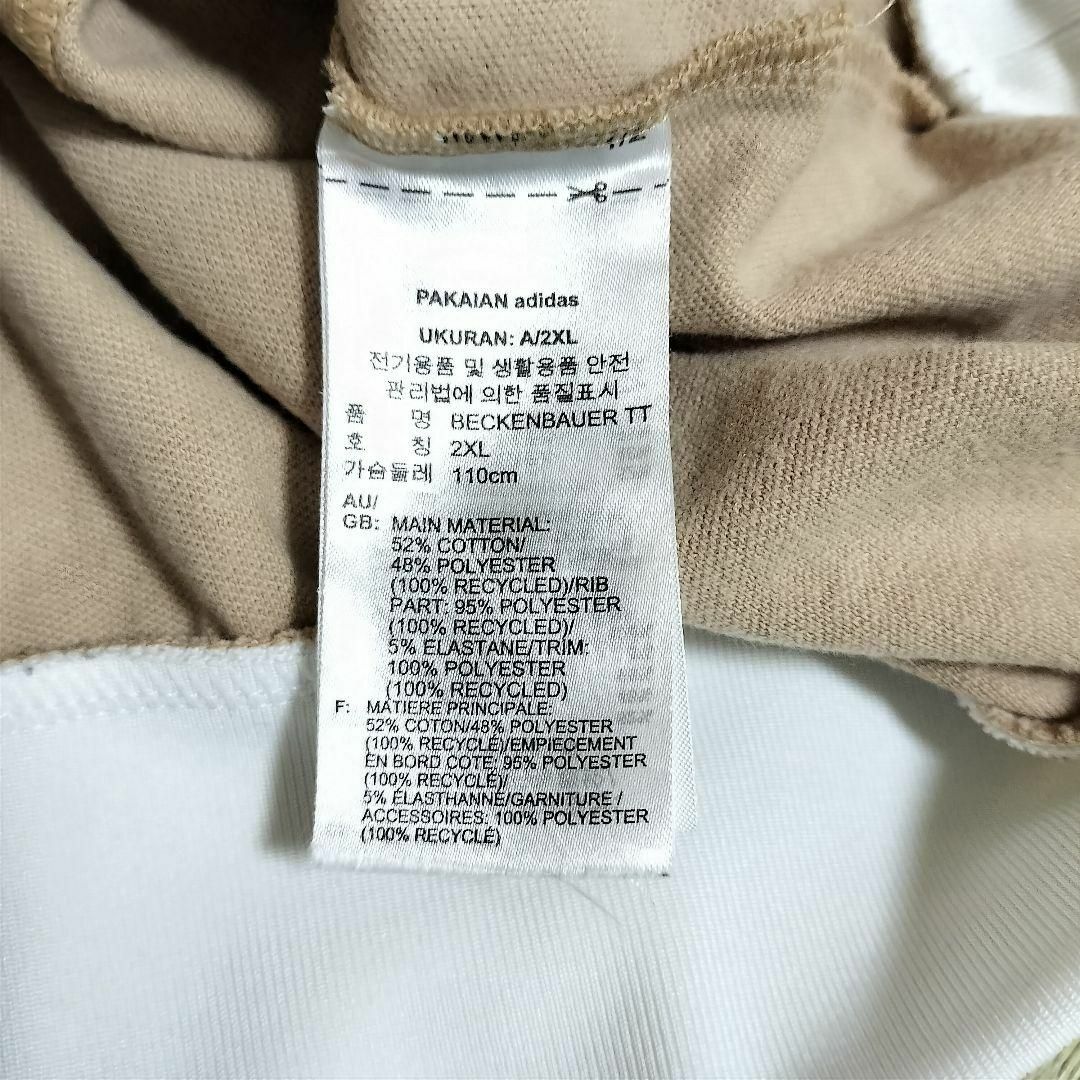 PAKAIAN adidas
UKURAN: A/2XL
전기용품 및 생활용품 안전
관리법에 의한 품질표시
품 명 BECKENBAUER TT
호 칭 2XL
가슴둘레 110cm
AU/
GB: MAIN MATERIAL:
52% COTTON/
48% POLYESTER
(100% RECYCLED)/RIB
PART: 95% POLYESTER
(100% RECYCLED)/
5% ELASTANE/TRIM:
100% POLYESTER
(100% RECYCLED)
F: MATIÈRE PRINCIPALE:
52% COTON/48% POLYESTER
(100% RECYCLÉ)/EMPIÈCEMENT
EN BORD CÔTE: 95% POLYESTER
(100% RECYCLÉ)/
5% ÉLASTHANNE/GARNITURE /
ACCESSOIRES: 100% POLYESTER
(100% RECYCLÉ)